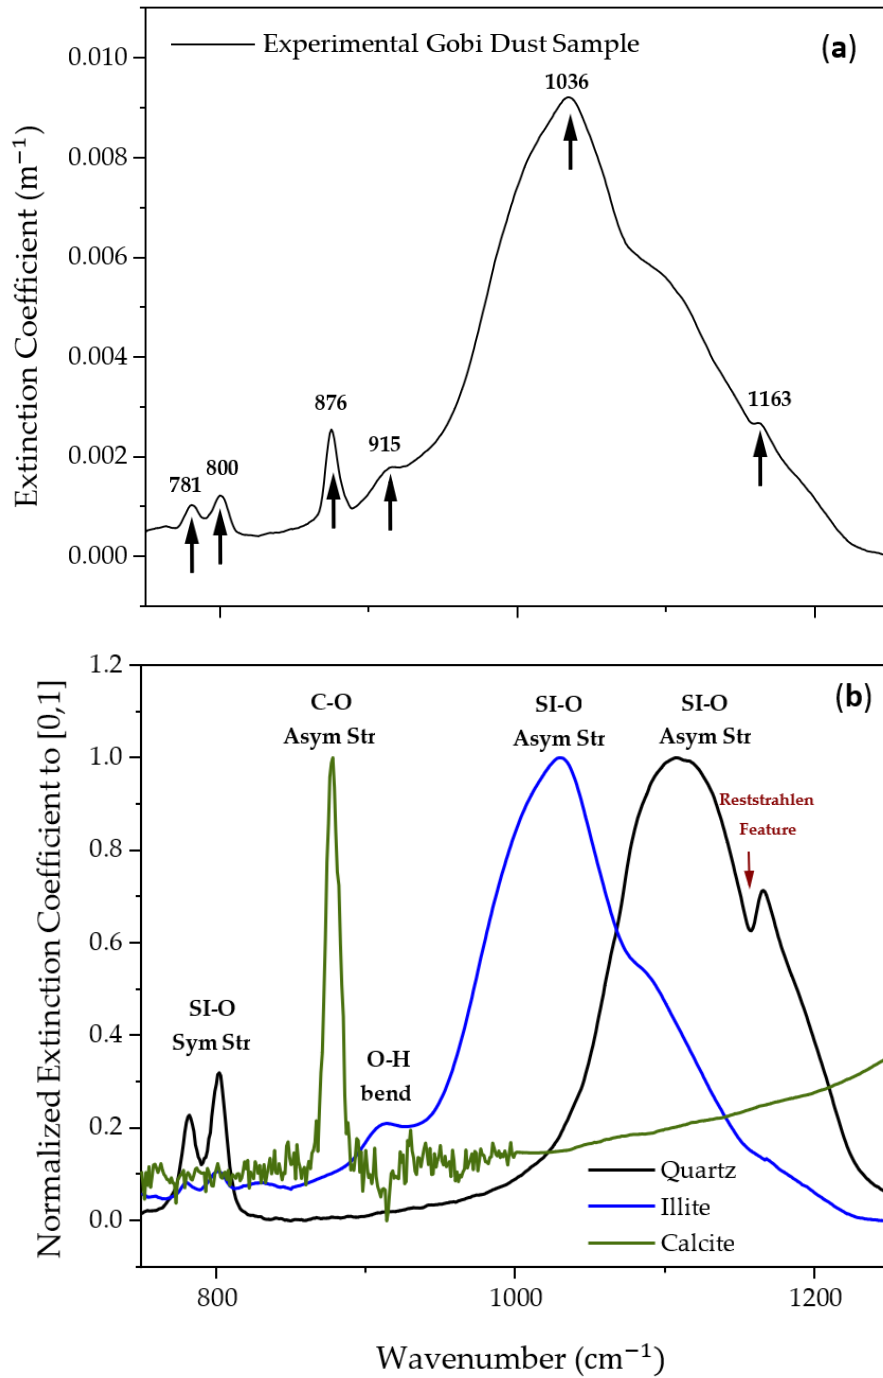 Experimental Gobi Dust Sample
(a)
Extinction Coefficient (m⁻¹)
0.010
0.008
0.006
0.004
0.002
0.000
781
800
876
915
1036
1163
(b)
Normalized Extinction Coefficient to [0,1]
1.2
1.0
0.8
0.6
0.4
0.2
0.0
SI-O
Sym Str
C-O
Asym Str
O-H
bend
SI-O
Asym Str
SI-O
Asym Str
Reststrahlen
Feature
Quartz
Illite
Calcite
800
1000
1200
Wavenumber (cm⁻¹)